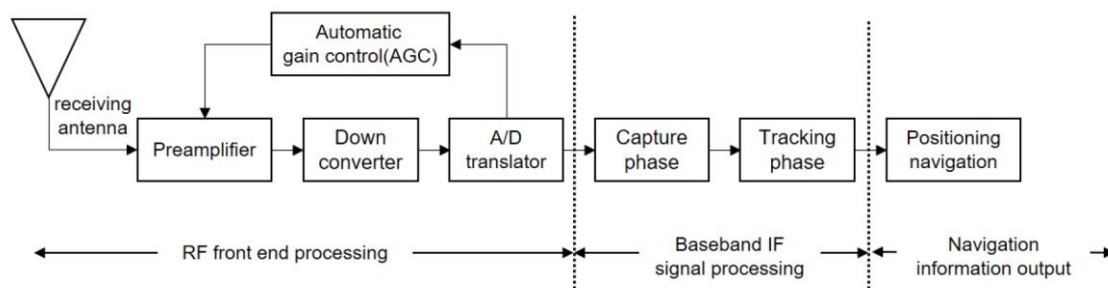 Automatic
gain control(AGC)
receiving
antenna
Preamplifier
Down
converter
A/D
translator
Capture
phase
Tracking
phase
Positioning
navigation
RF front end processing
Baseband IF
signal processing
Navigation
information output